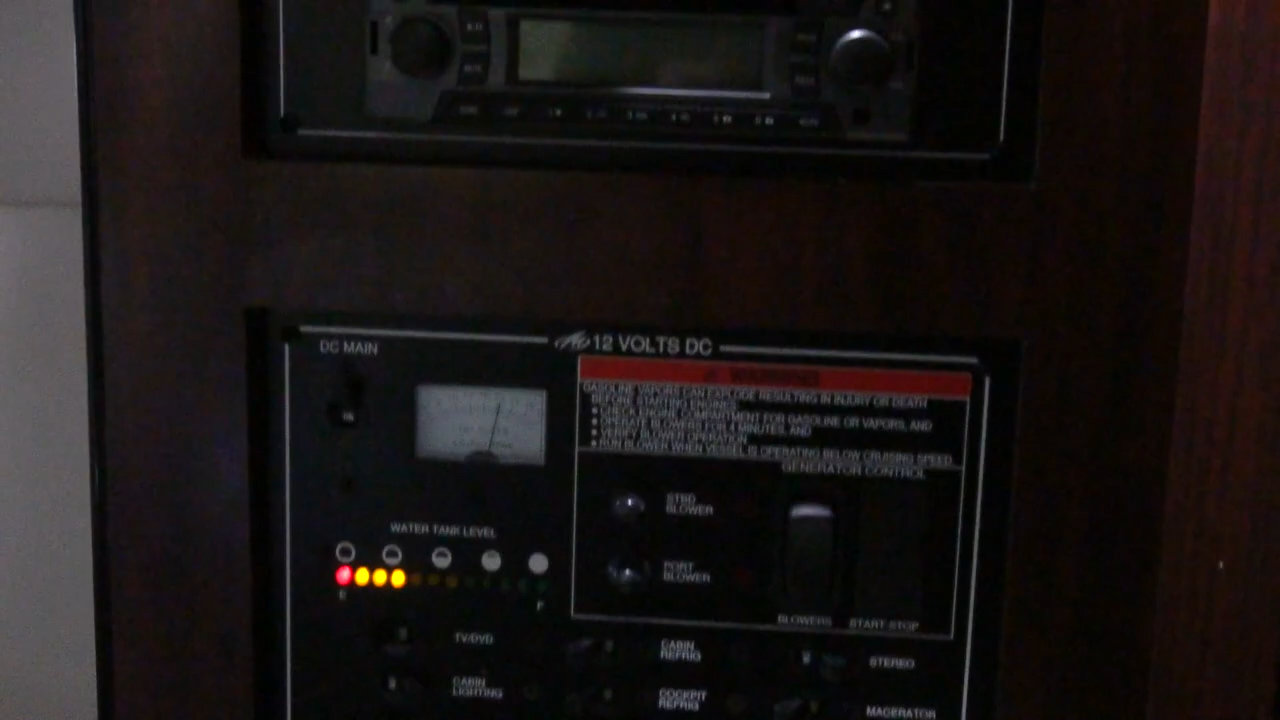 12 VOLTS DC
DC MAIN
WARNING
GASOLINE VAPORS CAN EXPLODE RESULTING IN INJURY OR DEATH
BEFORE STARTING ENGINES
● CHECK ENGINE COMPARTMENT FOR GASOLINE OR VAPORS, AND
● OPERATE BLOWERS FOR 4 MINUTES, AND
● VERIFY BLOWER OPERATION
● RUN BLOWER WHEN VESSEL IS OPERATING BELOW CRUISING SPEED
GENERATOR CONTROL
STBD
BLOWER
WATER TANK LEVEL
PORT
BLOWER
E
F
BLOWERS
START-STOP
TV/DVD
CABIN
REFRIG
STEREO
CABIN
LIGHTING
COCKPIT
REFRIG
MACERATOR